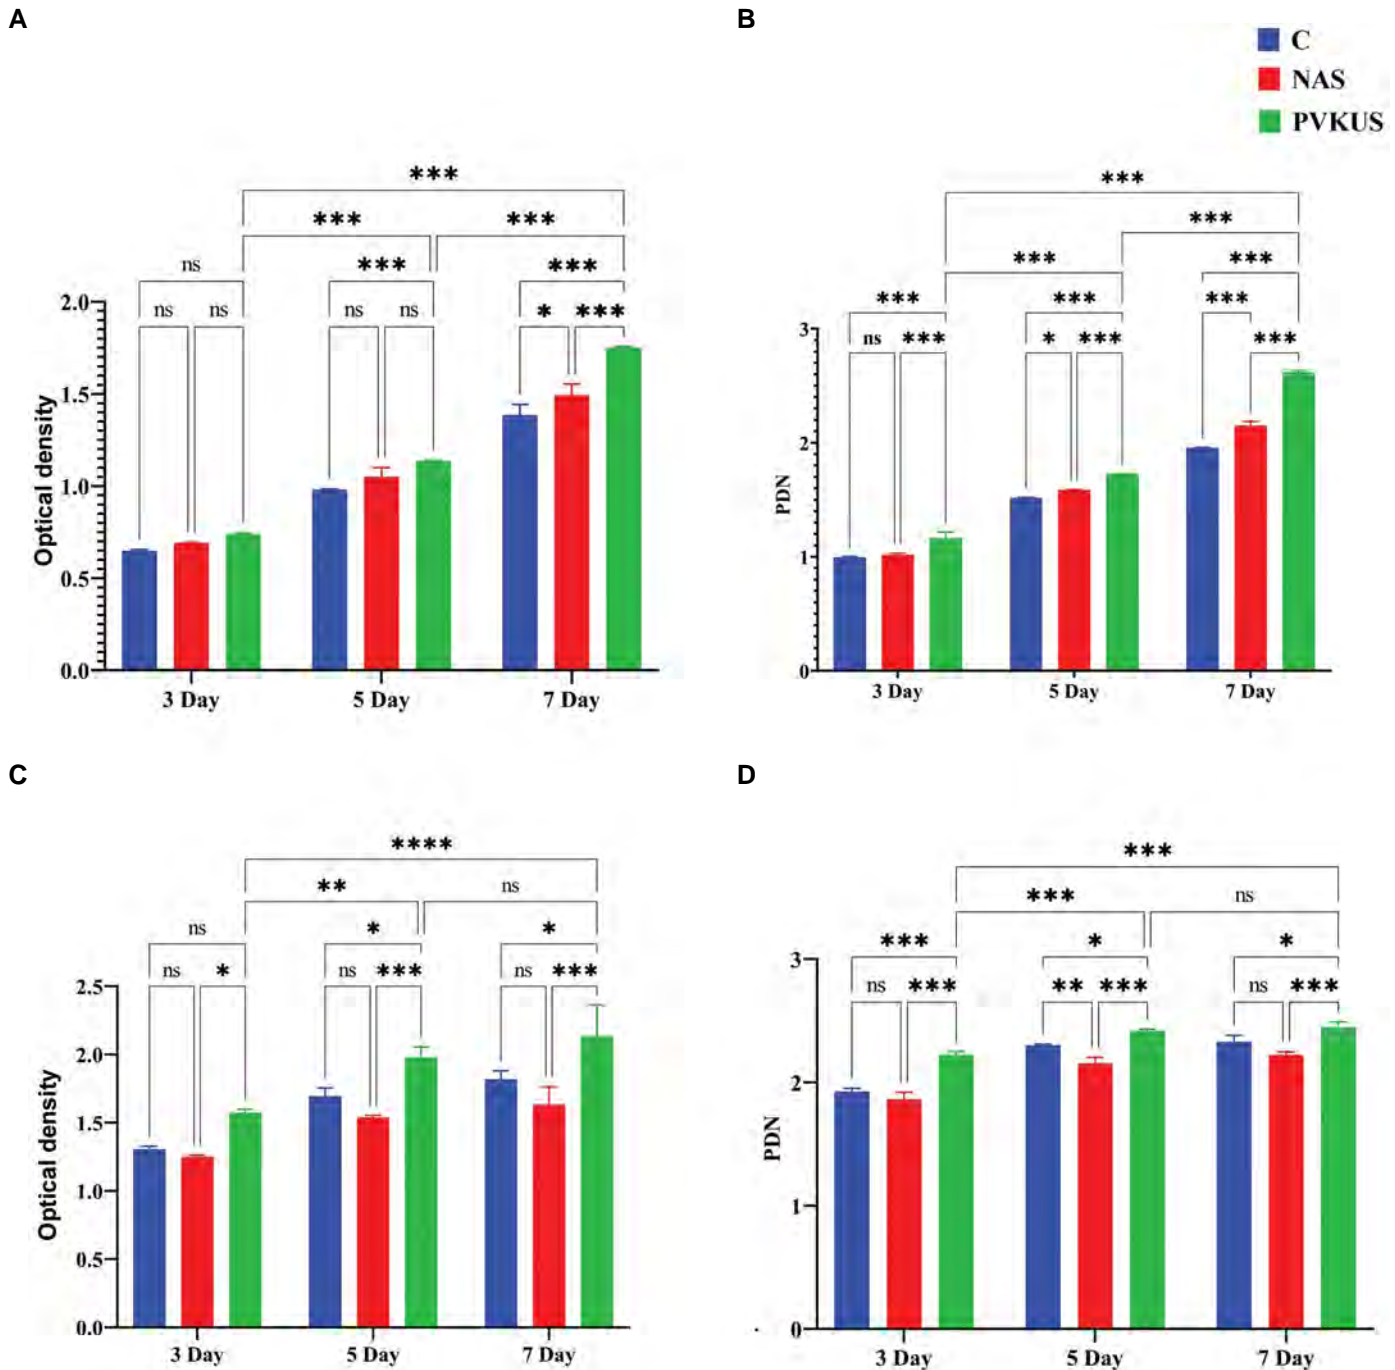 A
B
C
NAS
PVKUS
***
*** ***
ns *** ***
ns ns ns ns * ***
Optical density
2.0
1.5
1.0
0.5
0.0
3 Day 5 Day 7 Day
***
***
***
*** *** ***
ns *** * *** ***
***
PDN
3
2
1
0
3 Day 5 Day 7 Day
C
D
****
** ns
ns * *
ns * ns *** ns ***
Optical density
2.5
2.0
1.5
1.0
0.5
0.0
3 Day 5 Day 7 Day
***
*** ns
*** * *
ns *** ** *** ns ***
PDN
3
2
1
0
3 Day 5 Day 7 Day